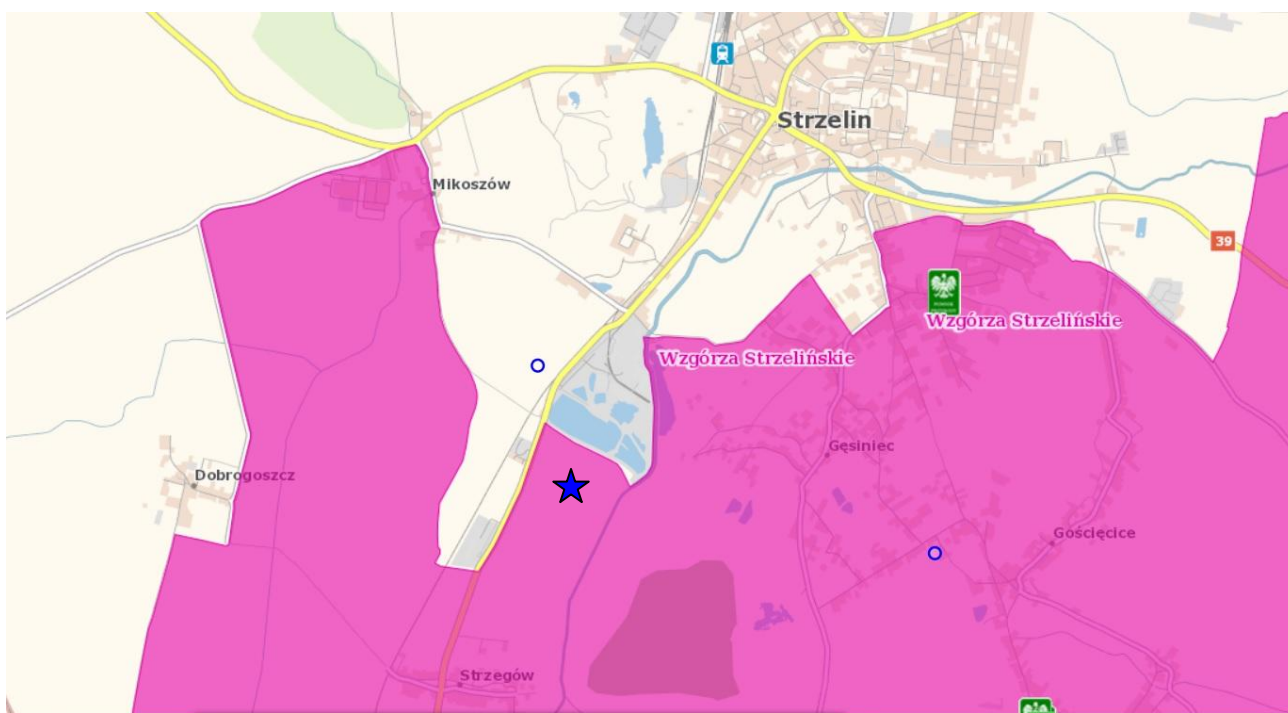 Strzelin
Mikoszów
39
Wzgórza Strzelińskie
Wzgórza Strzelińskie
Gęsiniec
Dobrogoszcz
Gościęcice
Strzegów